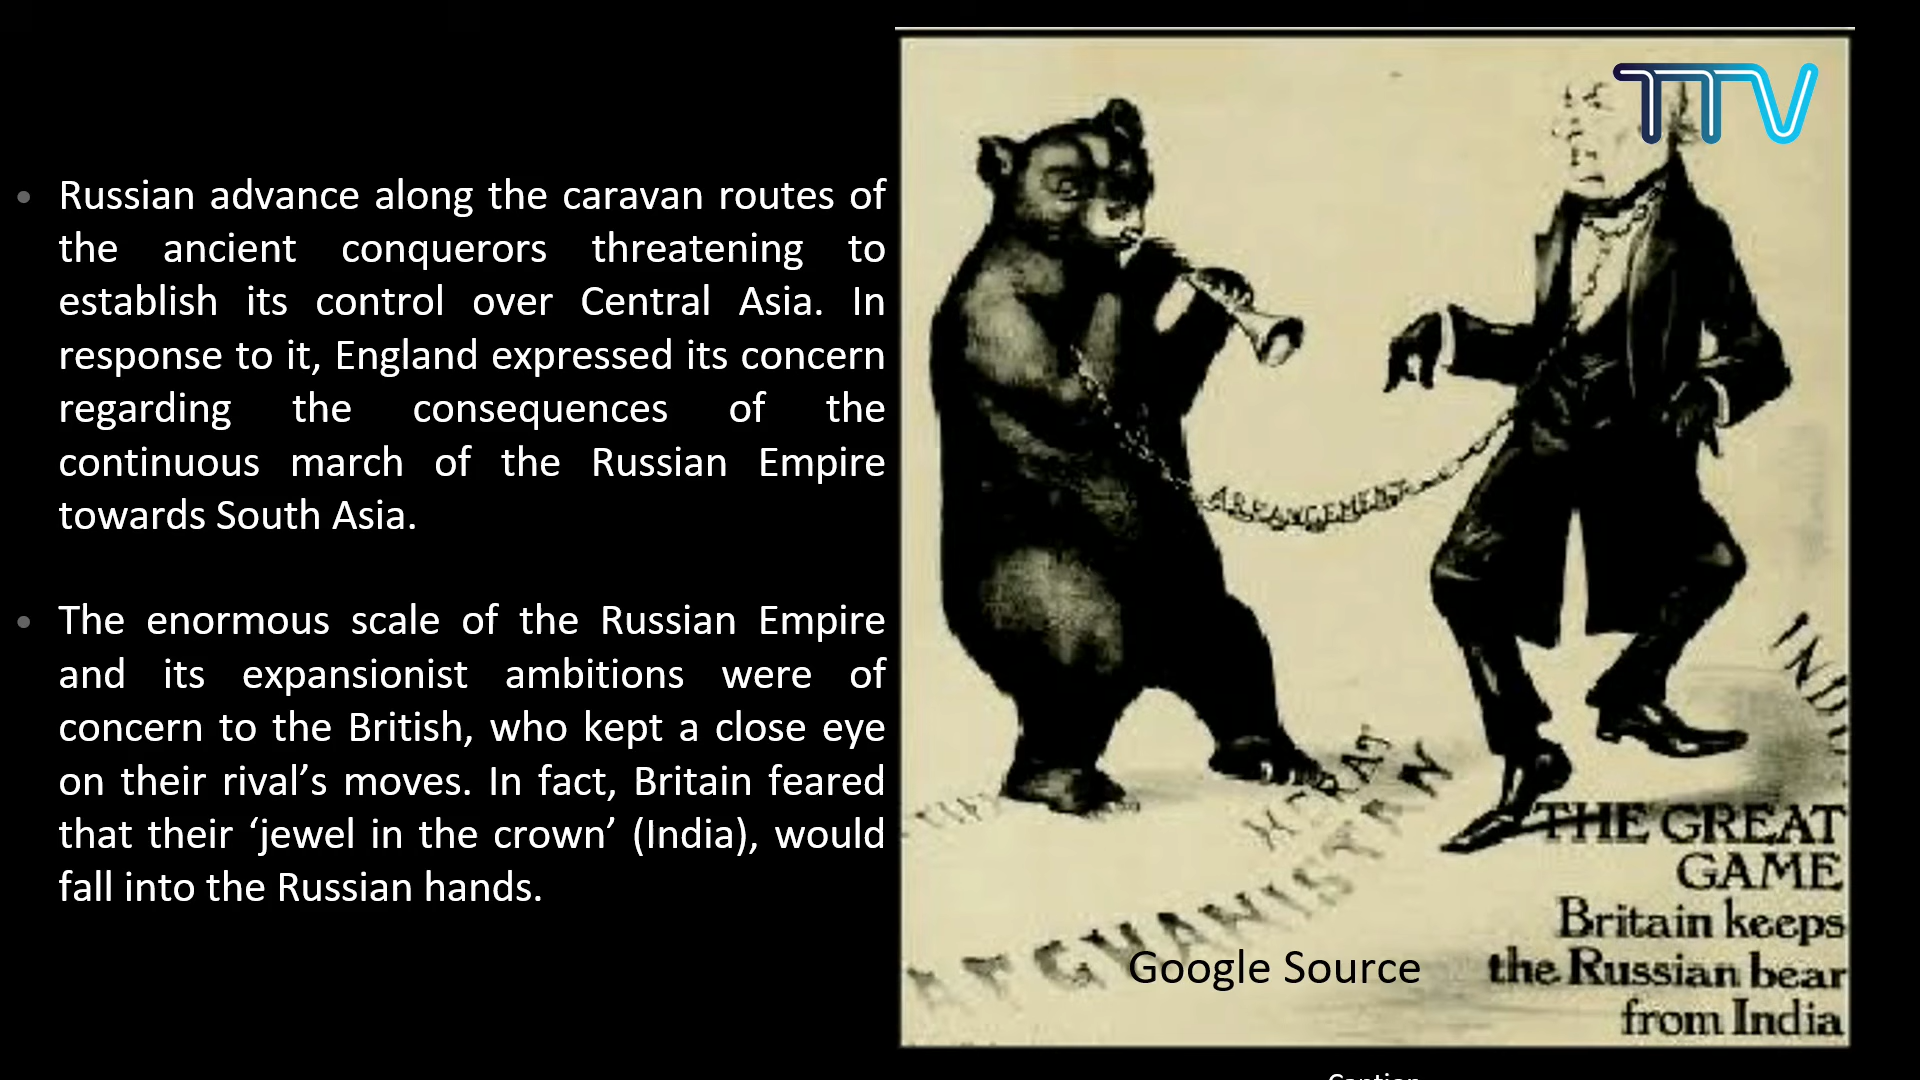 TTV
• Russian advance along the caravan routes of
the ancient conquerors threatening to
establish its control over Central Asia. In
response to it, England expressed its concern
regarding the consequences of the
continuous march of the Russian Empire
towards South Asia.
• The enormous scale of the Russian Empire
and its expansionist ambitions were of
concern to the British, who kept a close eye
on their rival’s moves. In fact, Britain feared
that their ‘jewel in the crown’ (India), would
fall into the Russian hands.
ARRANGEMENT
HERAT
AFGHANISTAN
Google Source
THE GREAT
GAME
Britain keeps
the Russian bear
from India